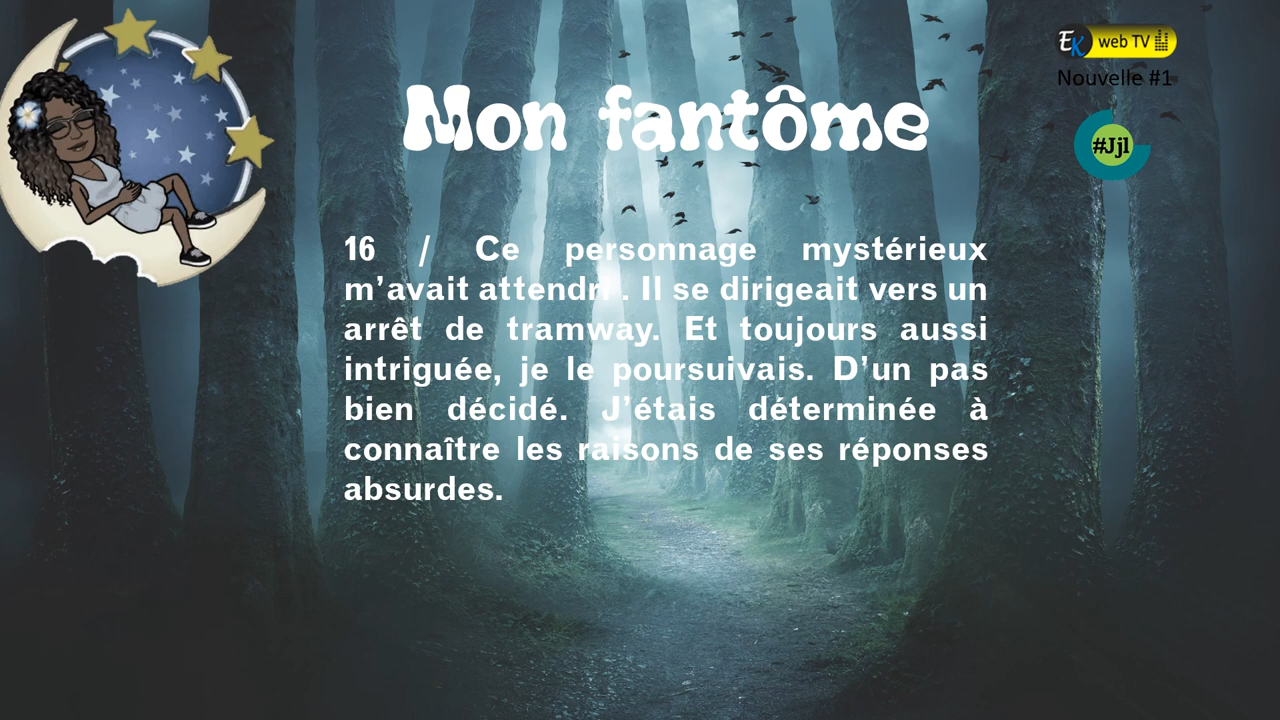 EK web TV
Nouvelle #1
#Jjl
Mon fantôme
16 / Ce personnage mystérieux
m’avait attendri . Il se dirigeait vers un
arrêt de tramway. Et toujours aussi
intriguée, je le poursuivais. D’un pas
bien décidé. J’étais déterminée à
connaître les raisons de ses réponses
absurdes.